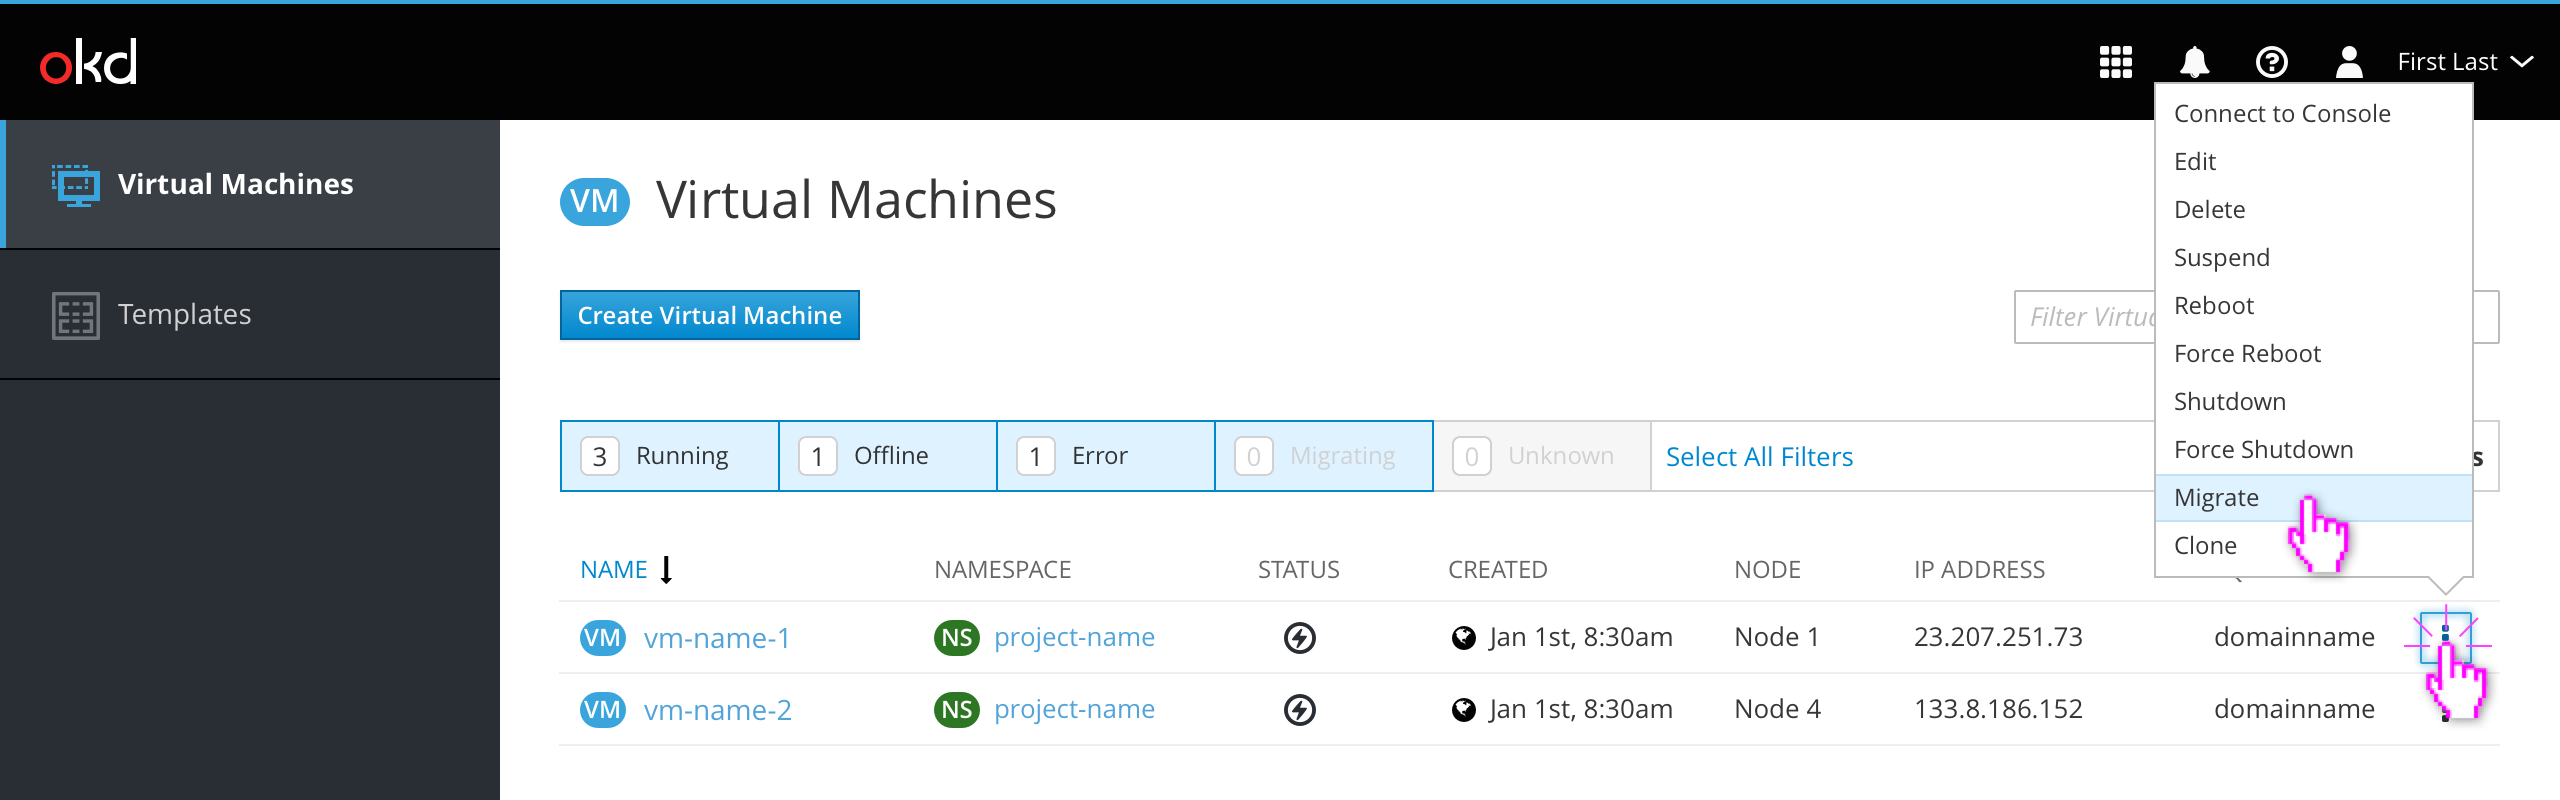 okd
First Last
Connect to Console
Edit
Delete
Suspend
Reboot
Force Reboot
Shutdown
Force Shutdown
Migrate
Clone
Virtual Machines
Templates
VM Virtual Machines
Create Virtual Machine
Filter
3 Running 1 Offline 1 Error 0 Migrating 0 Unknown Select All Filters
NAME NAMESPACE STATUS CREATED NODE IP ADDRESS
VM vm-name-1 NS project-name Jan 1st, 8:30am Node 1 23.207.251.73 domainname
VM vm-name-2 NS project-name Jan 1st, 8:30am Node 4 133.8.186.152 domainname